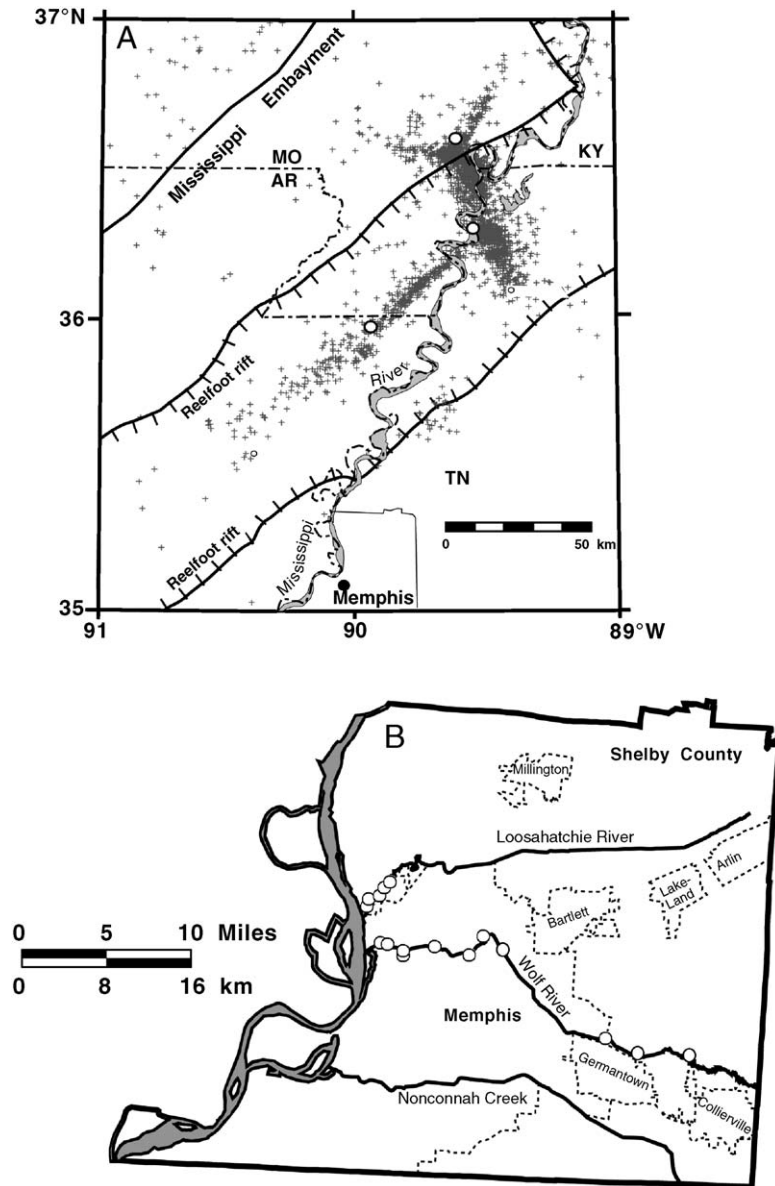 37°N
A
Mississippi
Embayment
MO
AR
KY
36
River
Reelfoot rift
TN
Reelfoot rift
0 50 km
Mississippi
Memphis
35
91 90 89°W
B
Shelby County
Millington
Loosahatchie River
Arlin
Lake-
Land
Bartlett
0 5 10 Miles
0 8 16 km
Wolf River
Memphis
Germantown
Nonconnah Creek
Collierville